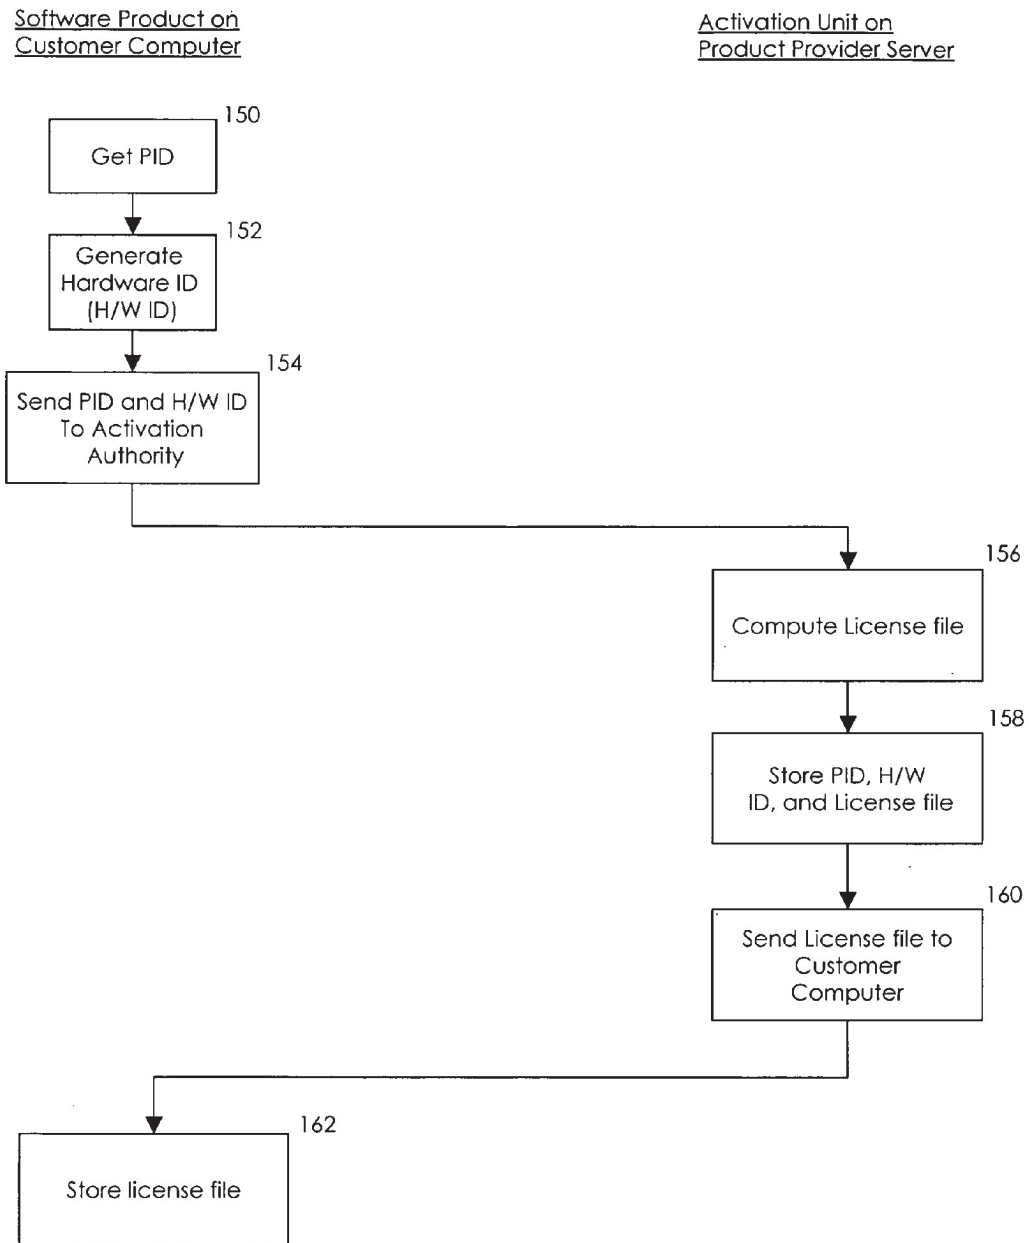 Software Product on
Customer Computer
Activation Unit on
Product Provider Server
150
Get PID
152
Generate
Hardware ID
(H/W ID)
154
Send PID and H/W ID
To Activation
Authority
156
Compute License file
158
Store PID, H/W
ID, and License file
160
Send License file to
Customer
Computer
162
Store license file